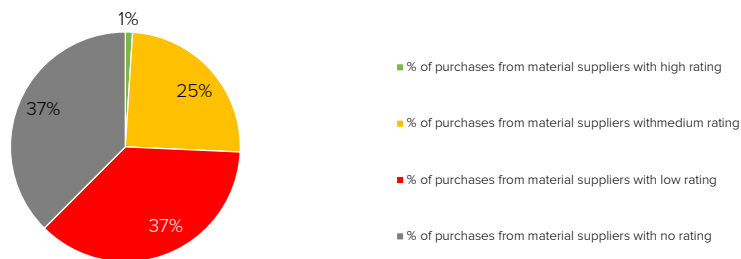 1%
25%
37%
37%
% of purchases from material suppliers with high rating
% of purchases from material suppliers withmedium rating
% of purchases from material suppliers with low rating
% of purchases from material suppliers with no rating